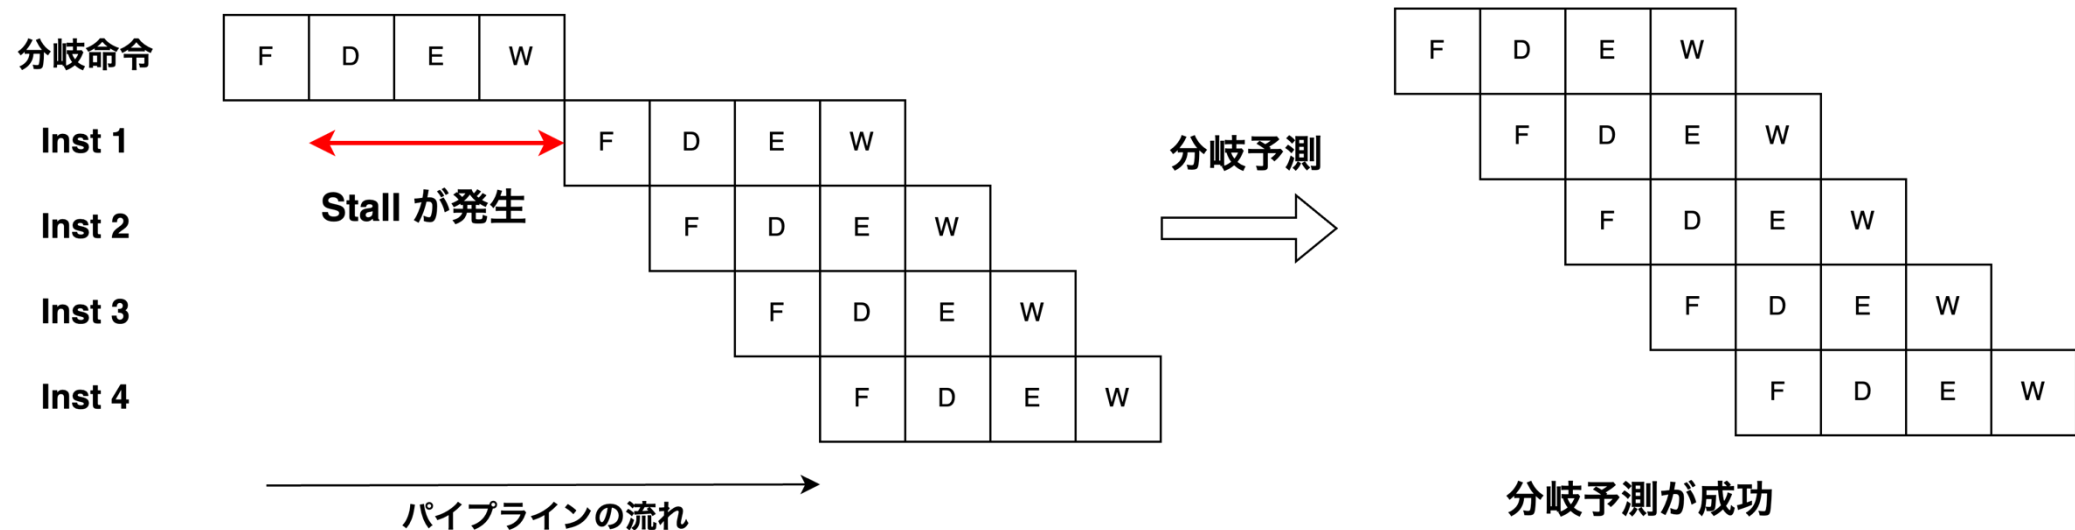 分岐命令 F D E W
Inst 1 F D E W
Stall が発生
Inst 2 F D E W
Inst 3 F D E W
Inst 4 F D E W
パイプラインの流れ
分岐予測
F D E W
F D E W
F D E W
F D E W
F D E W
分岐予測が成功